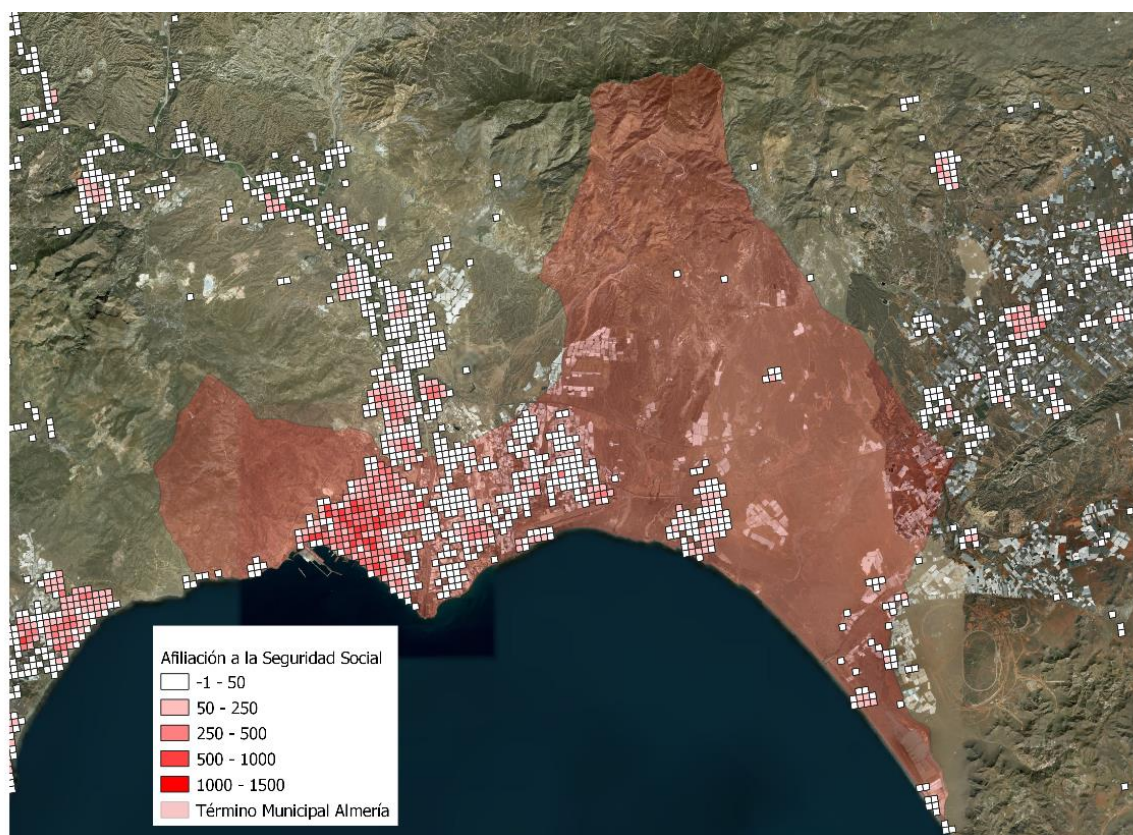 Afiliación a la Seguridad Social
-1 - 50
50 - 250
250 - 500
500 - 1000
1000 - 1500
Término Municipal Almería